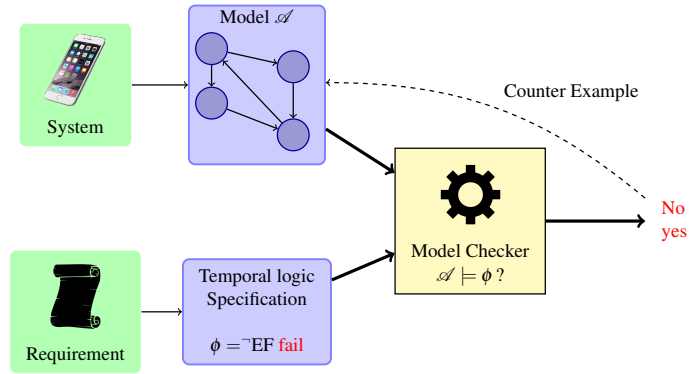 Model 𝒜
System
Counter Example
No
yes
Model Checker
𝒜 ⊨ ϕ ?
Temporal logic
Specification
ϕ =¬EF fail
Requirement